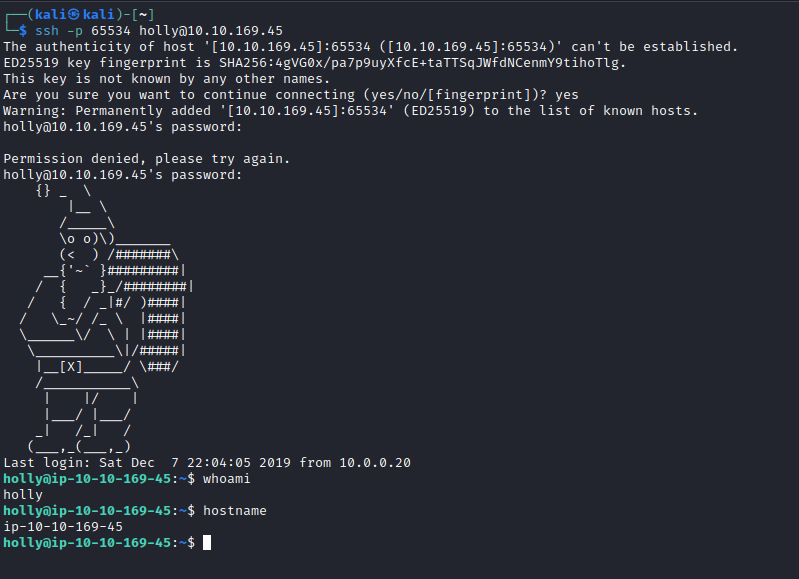 ┌──(kali㉿kali)-[~]
└─$ ssh -p 65534 holly@10.10.169.45
The authenticity of host '[10.10.169.45]:65534 ([10.10.169.45]:65534)' can't be established.
ED25519 key fingerprint is SHA256:4gVG0x/pa7p9uyXfcE+taTTSqJWfdNCenmY9tihoTlg.
This key is not known by any other names.
Are you sure you want to continue connecting (yes/no/[fingerprint])? yes
Warning: Permanently added '[10.10.169.45]:65534' (ED25519) to the list of known hosts.
holly@10.10.169.45's password:
Permission denied, please try again.
holly@10.10.169.45's password:
    {} _  \
        |__ \
       /_____\
       \o o)\)_______
       (<  ) /#######\
     __{'~` }#########|
    /  {   _}_/########|
   /   {  / _|#/ )####|
  /   \_~/ /_ \  |####|
  \______\/  \ | |####|
   \__________\|/#####|
    |__[X]_____/ \###/
    /___________\
     |    |/    |
     |___/ |___/
    _|   /_|   /
   (___,_(___,_)
Last login: Sat Dec  7 22:04:05 2019 from 10.0.0.20
holly@ip-10-10-169-45:~$ whoami
holly
holly@ip-10-10-169-45:~$ hostname
ip-10-10-169-45
holly@ip-10-10-169-45:~$